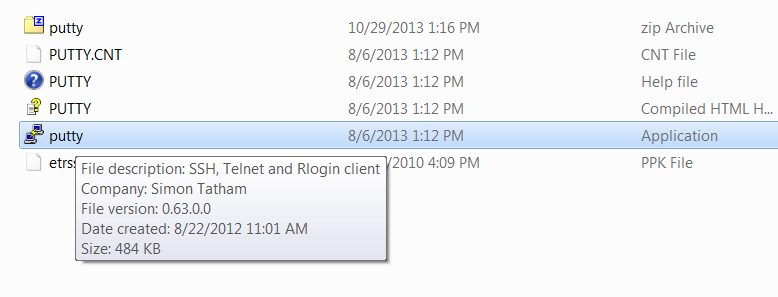 putty 10/29/2013 1:16 PM zip Archive
PUTTY.CNT 8/6/2013 1:12 PM CNT File
PUTTY 8/6/2013 1:12 PM Help file
PUTTY 8/6/2013 1:12 PM Compiled HTML H...
putty 8/6/2013 1:12 PM Application
2010 4:09 PM PPK File
File description: SSH, Telnet and Rlogin client
Company: Simon Tatham
File version: 0.63.0.0
Date created: 8/22/2012 11:01 AM
Size: 484 KB